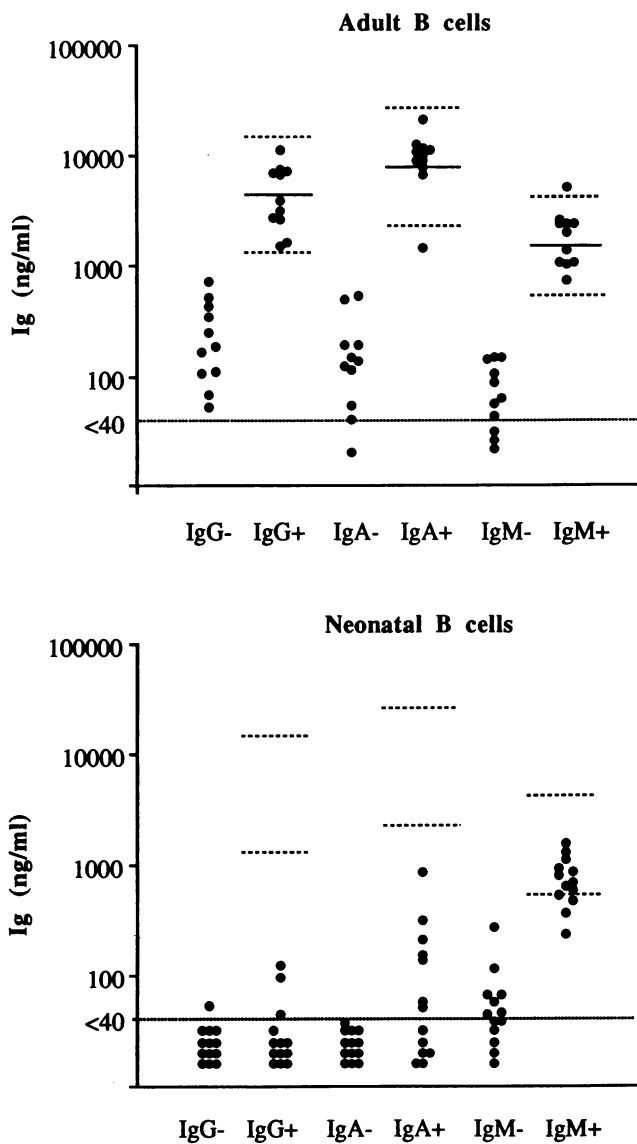 Adult B cells
100000
10000
1000
100
<40
Ig (ng/ml)
IgG- IgG+ IgA- IgA+ IgM- IgM+
Neonatal B cells
100000
10000
1000
100
<40
Ig (ng/ml)
IgG- IgG+ IgA- IgA+ IgM- IgM+